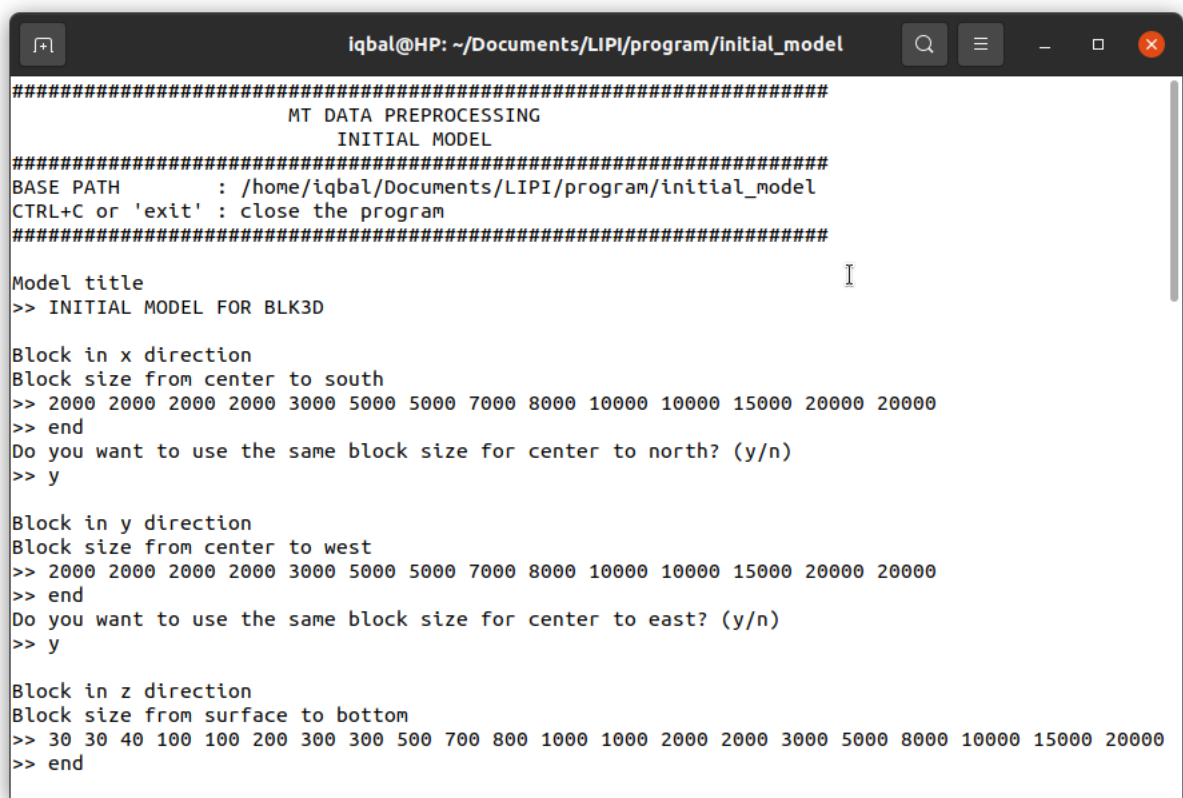 iqbal@HP: ~/Documents/LIPI/program/initial_model
####################################################################
MT DATA PREPROCESSING
INITIAL MODEL
####################################################################
BASE PATH        : /home/iqbal/Documents/LIPI/program/initial_model
CTRL+C or 'exit' : close the program
####################################################################
Model title
>> INITIAL MODEL FOR BLK3D
Block in x direction
Block size from center to south
>> 2000 2000 2000 2000 3000 5000 5000 7000 8000 10000 10000 15000 20000 20000
>> end
Do you want to use the same block size for center to north? (y/n)
>> y
Block in y direction
Block size from center to west
>> 2000 2000 2000 2000 3000 5000 5000 7000 8000 10000 10000 15000 20000 20000
>> end
Do you want to use the same block size for center to east? (y/n)
>> y
Block in z direction
Block size from surface to bottom
>> 30 30 40 100 100 200 300 300 500 700 800 1000 1000 2000 2000 3000 5000 8000 10000 15000 20000
>> end